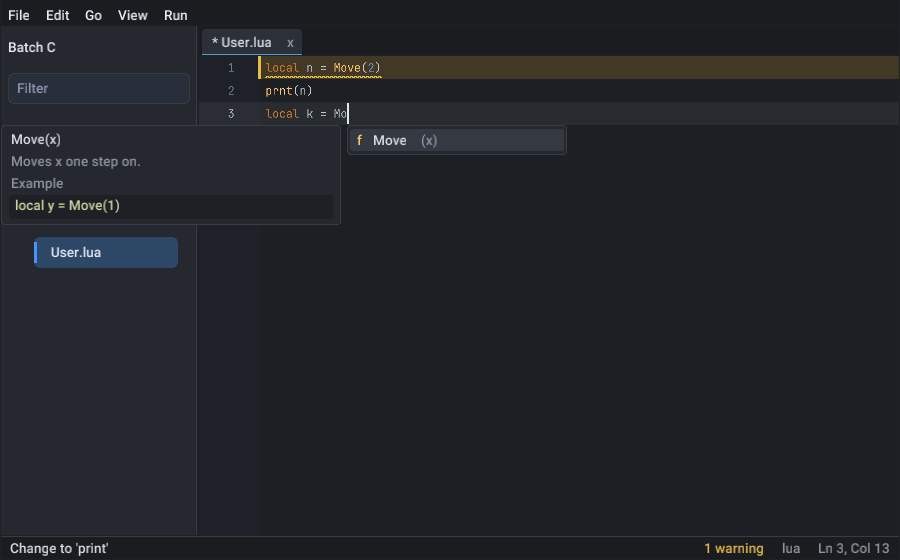 File Edit Go View Run
Batch C
* User.lua x
Filter
1 local n = Move(2)
2 prnt(n)
3 local k = Mo
f Move (x)
Move(x)
Moves x one step on.
Example
local y = Move(1)
User.lua
Change to 'print' 1 warning lua Ln 3, Col 13